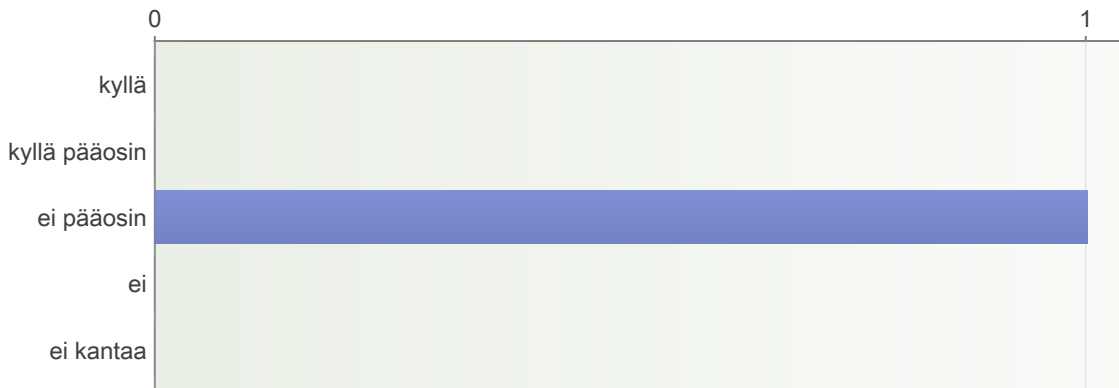 0 1
kyllä
kyllä pääosin
ei pääosin
ei
ei kantaa